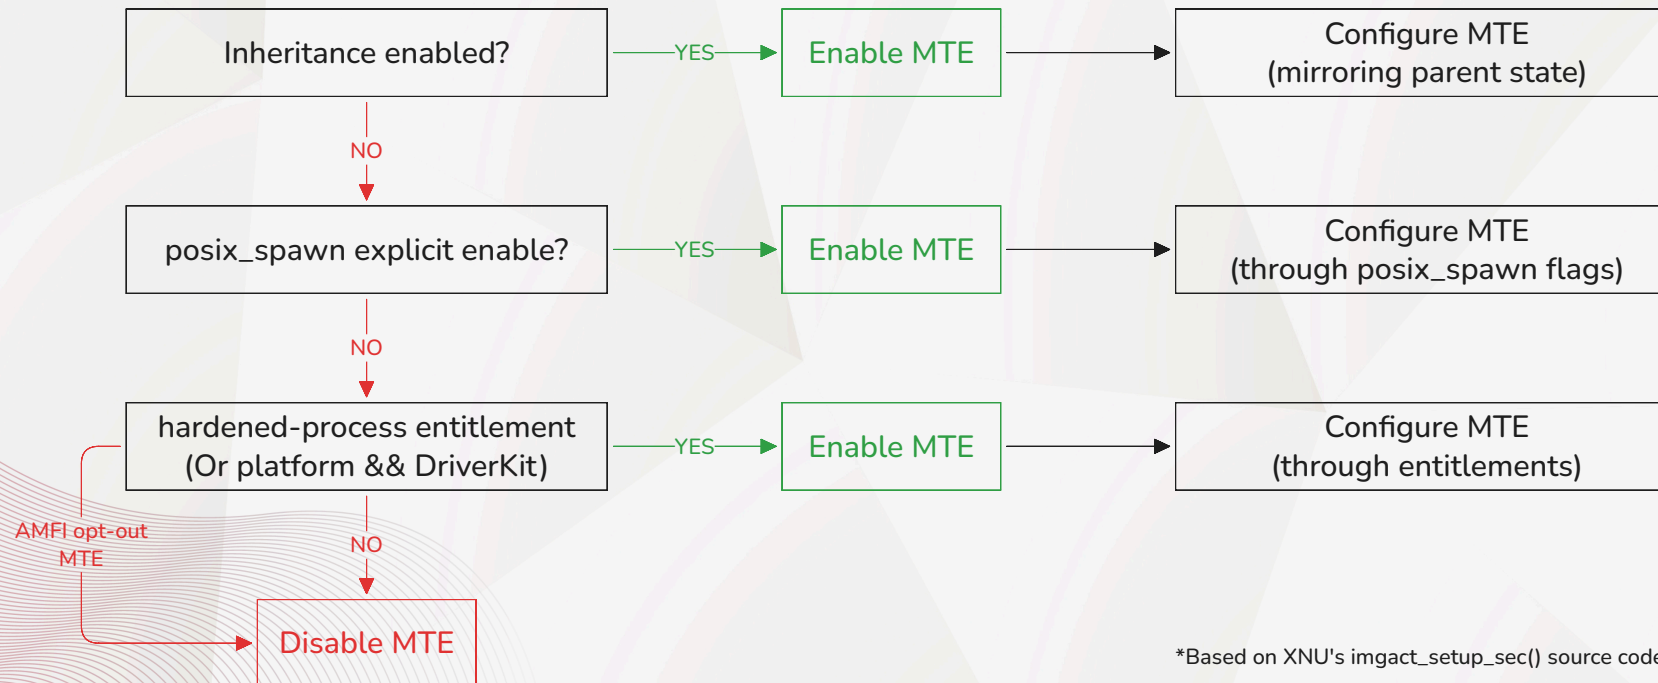 Inheritance enabled?
YES
Enable MTE
Configure MTE
(mirroring parent state)
NO
posix_spawn explicit enable?
YES
Enable MTE
Configure MTE
(through posix_spawn flags)
NO
hardened-process entitlement
(Or platform && DriverKit)
YES
Enable MTE
Configure MTE
(through entitlements)
AMFI opt-out
MTE
NO
Disable MTE
*Based on XNU's imgact_setup_sec() source code